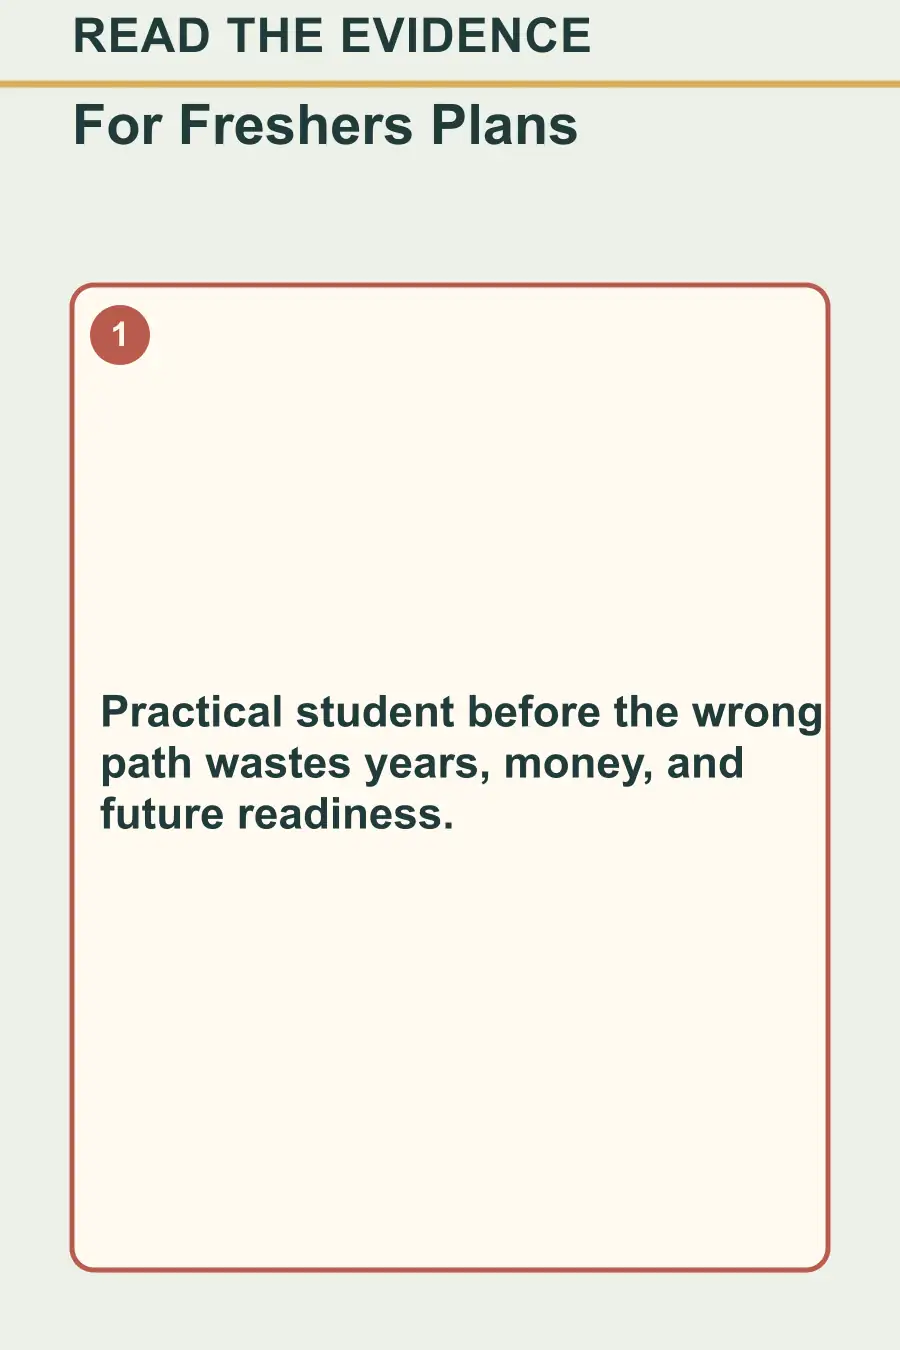 READ THE EVIDENCE
For Freshers Plans
1
Practical student before the wrong
path wastes years, money, and
future readiness.